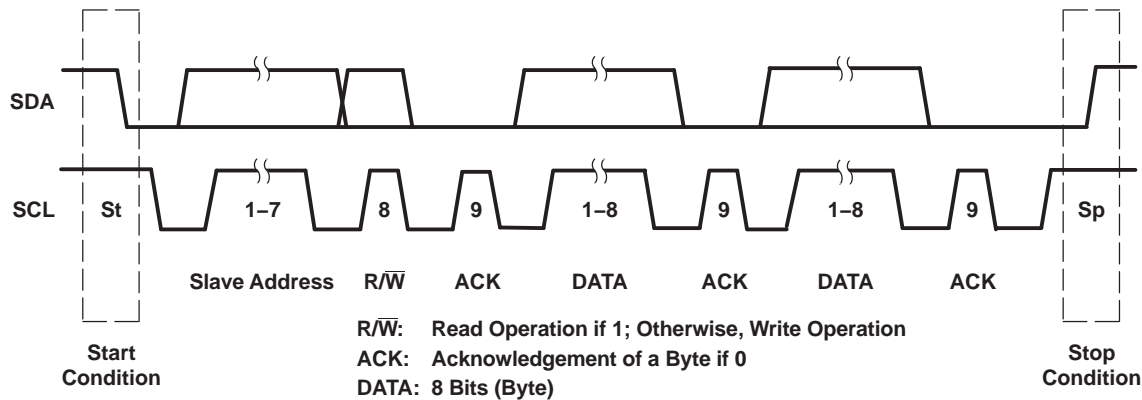 SDA
SCL St 1–7 8 9 1–8 9 1–8 9 Sp
Slave Address R/W̅ ACK DATA ACK DATA ACK
R/W̅: Read Operation if 1; Otherwise, Write Operation
ACK: Acknowledgement of a Byte if 0
DATA: 8 Bits (Byte)
Start
Condition
Stop
Condition